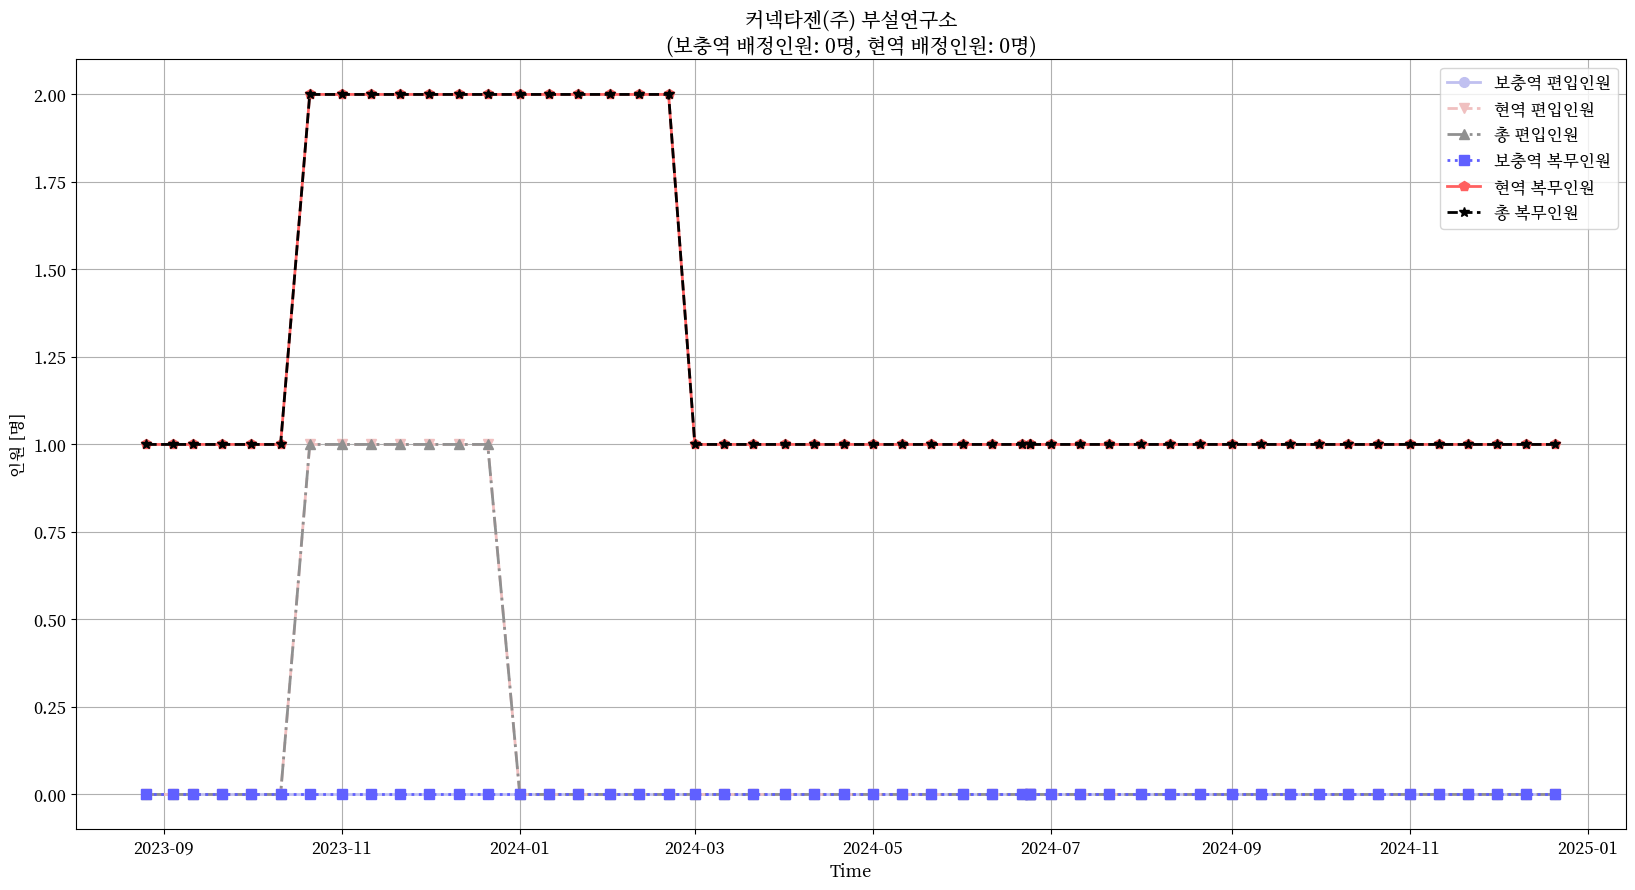 커넥타젠(주) 부설연구소
(보충역 배정인원: 0명, 현역 배정인원: 0명)
보충역 편입인원
현역 편입인원
총 편입인원
보충역 복무인원
현역 복무인원
총 복무인원
인원 [명]
2.00
1.75
1.50
1.25
1.00
0.75
0.50
0.25
0.00
2023-09
2023-11
2024-01
2024-03
2024-05
2024-07
2024-09
2024-11
2025-01
Time